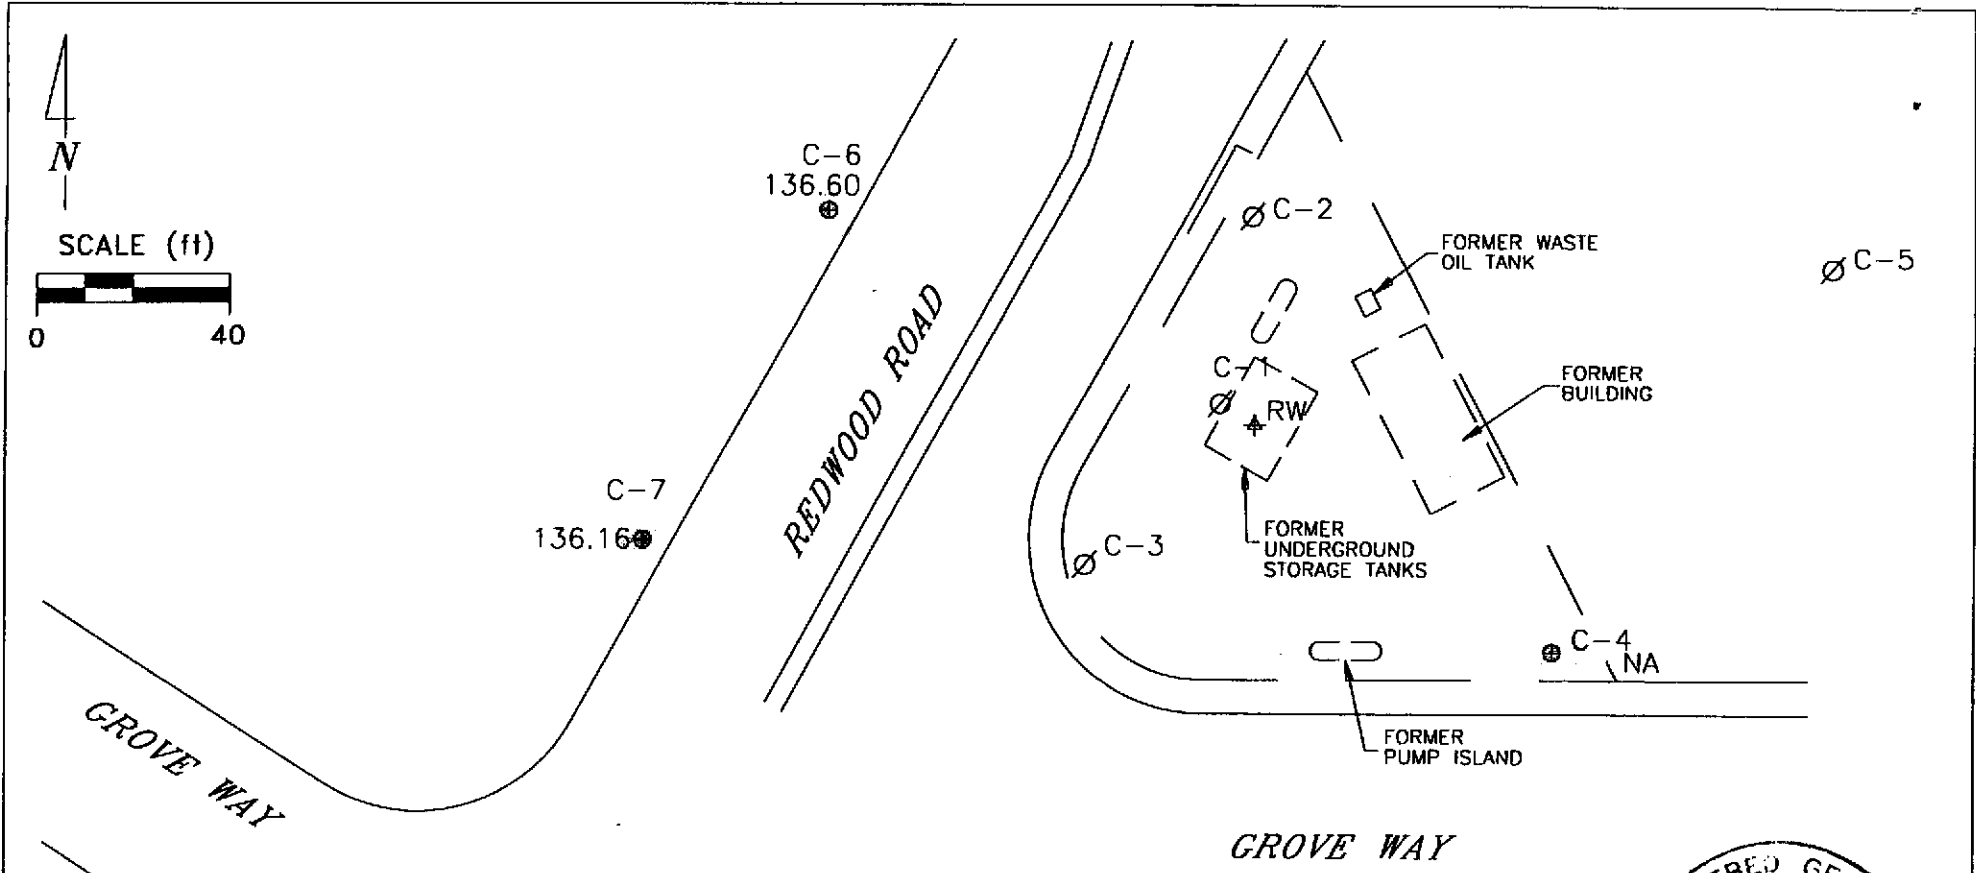 N
SCALE (ft)
0 40
C-6
136.60
C-7
136.16
REDWOOD ROAD
GROVE WAY
C-2
FORMER WASTE
OIL TANK
C-5
C-1
RW
FORMER
BUILDING
C-3
FORMER
UNDERGROUND
STORAGE TANKS
C-4
NA
FORMER
PUMP ISLAND
GROVE WAY